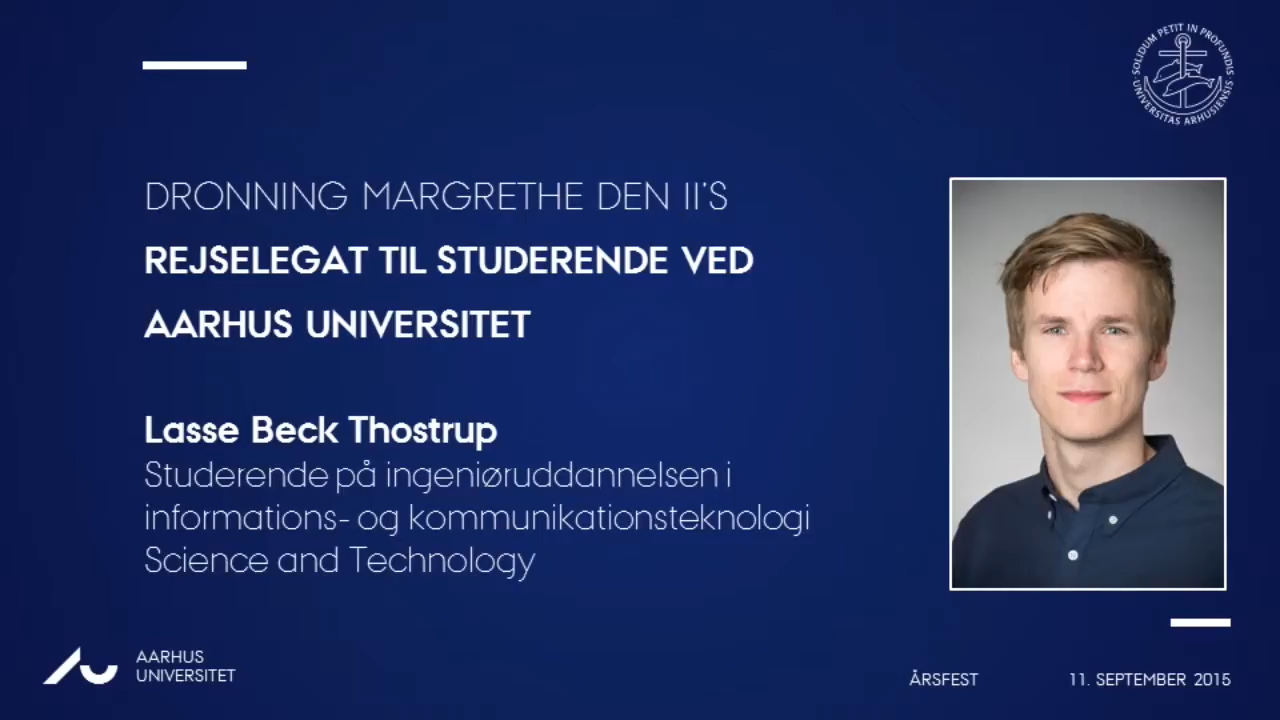 SOLIDUM PETIT IN PROFUNDIS
UNIVERSITAS ARHUSIENSIS
DRONNING MARGRETHE DEN II'S
REJSELEGAT TIL STUDERENDE VED
AARHUS UNIVERSITET
Lasse Beck Thostrup
Studerende på ingeniøruddannelsen i
informations- og kommunikationsteknologi
Science and Technology
AARHUS
UNIVERSITET
ÅRSFEST
11. SEPTEMBER 2015